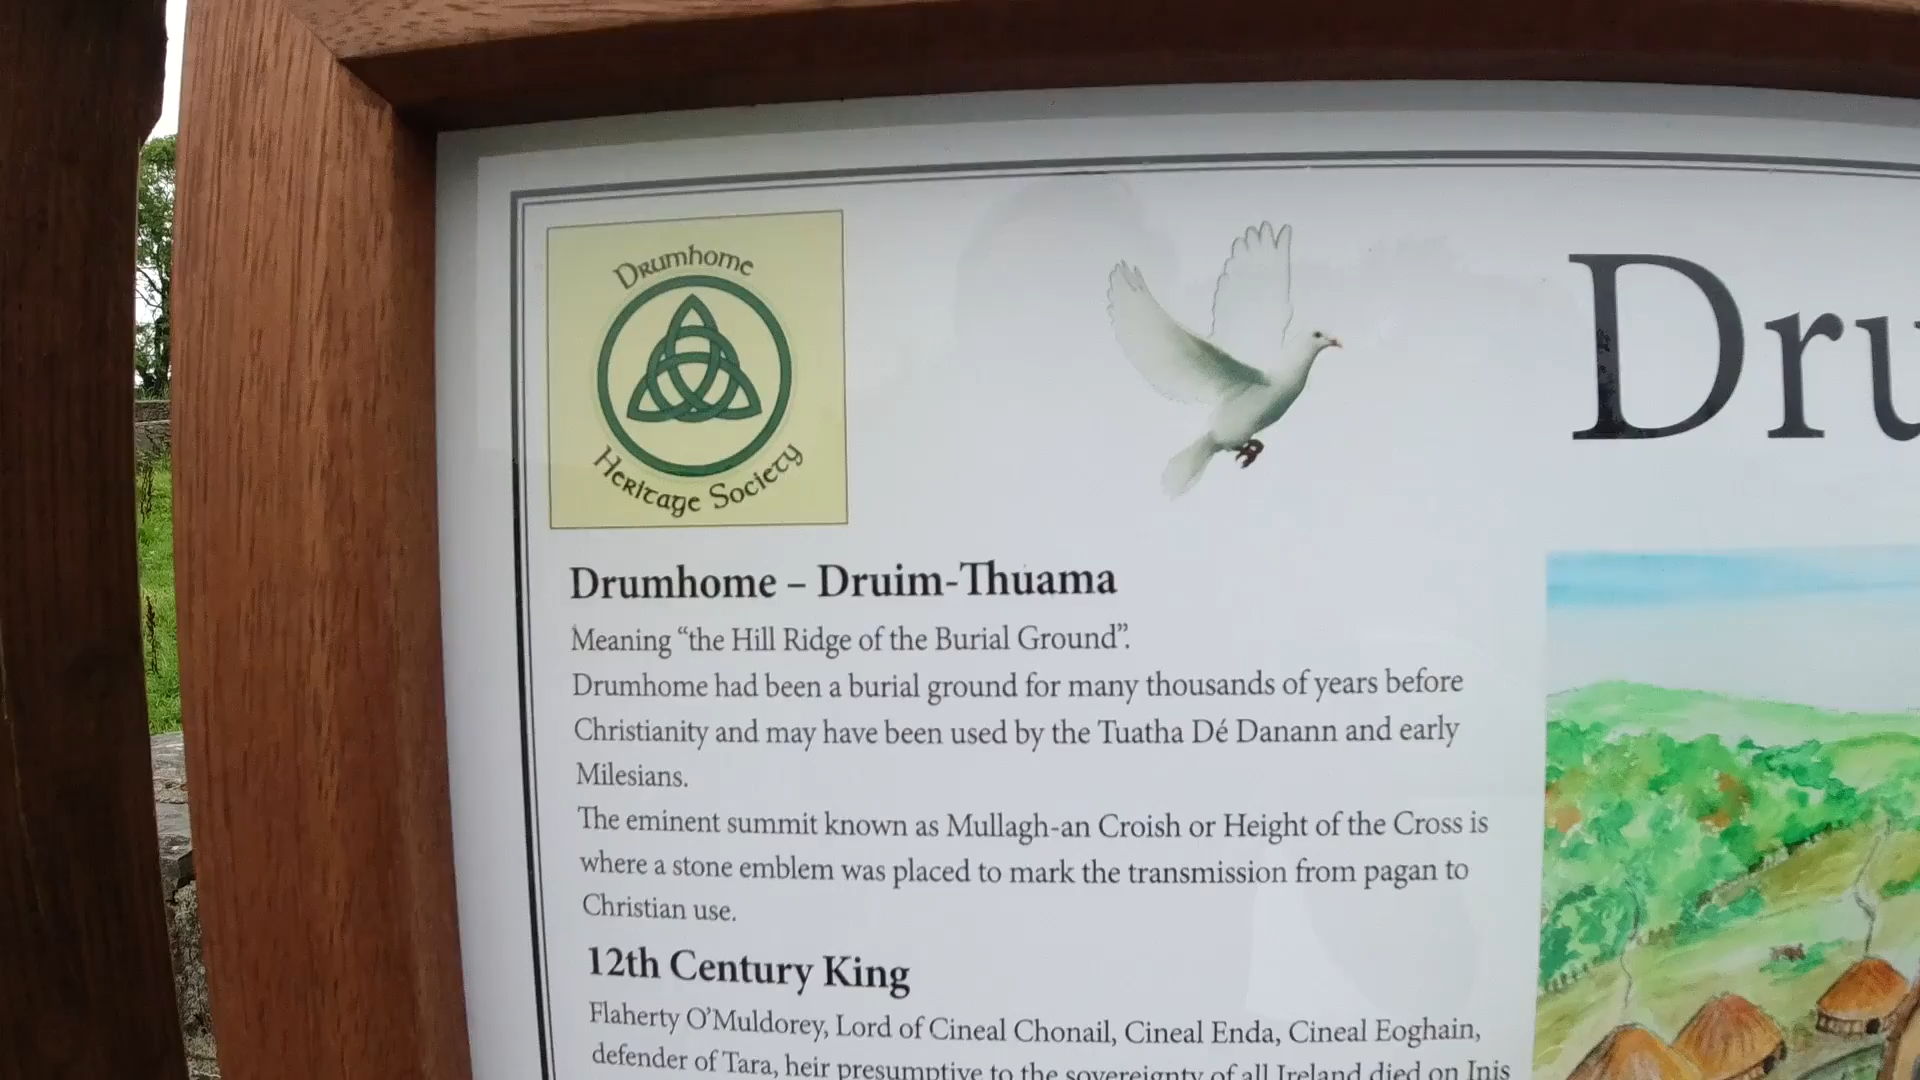 Drumhome
Heritage Society
Dru
Drumhome – Druim-Thuama
Meaning “the Hill Ridge of the Burial Ground”.
Drumhome had been a burial ground for many thousands of years before
Christianity and may have been used by the Tuatha Dé Danann and early
Milesians.
The eminent summit known as Mullagh-an Croish or Height of the Cross is
where a stone emblem was placed to mark the transmission from pagan to
Christian use.
12th Century King
Flaherty O’Muldorey, Lord of Cineal Chonail, Cineal Enda, Cineal Eoghain,
defender of Tara, heir presumptive to the sovereignty of all Ireland died on Inis